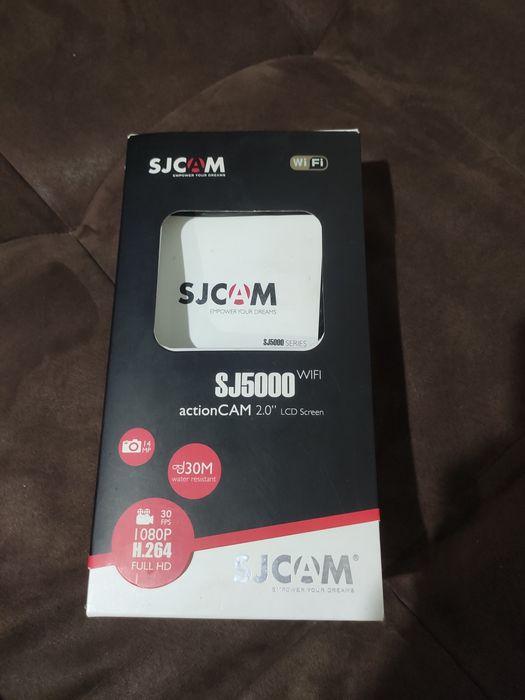 SJCAM
EMPOWER YOUR DREAMS
WiFi
SJCAM
EMPOWER YOUR DREAMS
SJ5000 SERIES
SJ5000 WIFI
actionCAM 2.0" LCD Screen
14
MP
30M
water resistant
30
FPS
1080P
H.264
FULL HD
SJCAM®
EMPOWER YOUR DREAMS